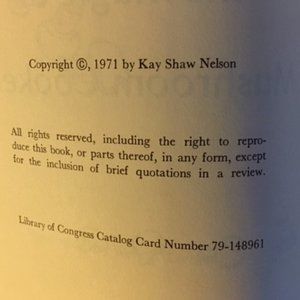 Copyright ©, 1971 by Kay Shaw Nelson
All rights reserved, including the right to repro-
duce this book, or parts thereof, in any form, except
for the inclusion of brief quotations in a review.
Library of Congress Catalog Card Number 79-148961